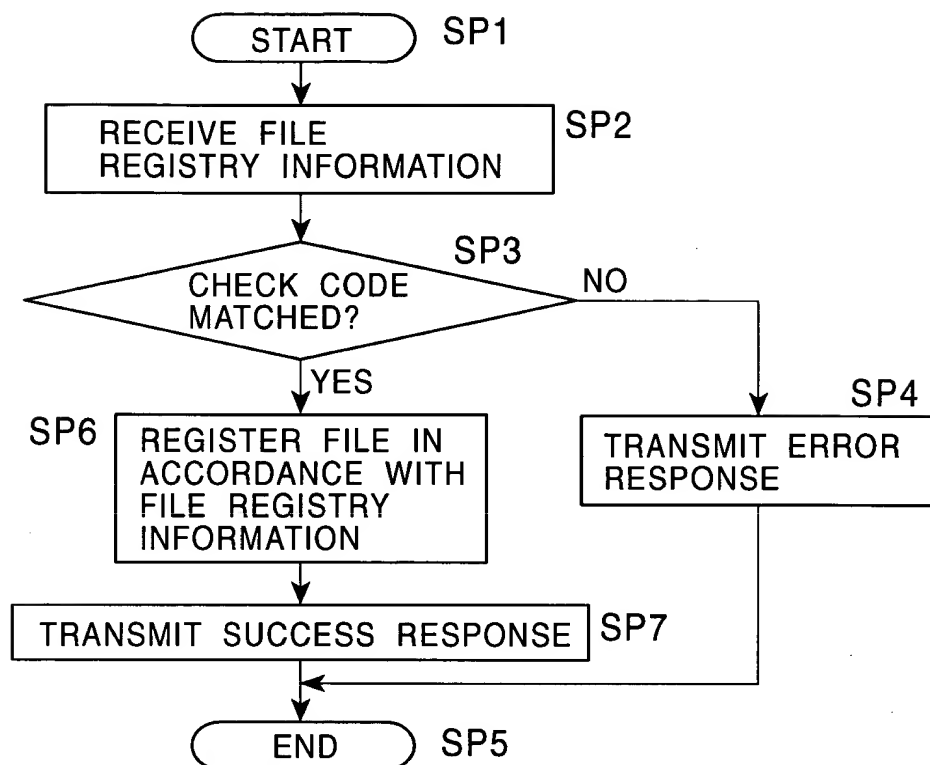 START
SP1
RECEIVE FILE
REGISTRY INFORMATION
SP2
SP3
CHECK CODE
MATCHED?
NO
YES
SP4
SP6
REGISTER FILE IN
ACCORDANCE WITH
FILE REGISTRY
INFORMATION
TRANSMIT ERROR
RESPONSE
TRANSMIT SUCCESS RESPONSE
SP7
END
SP5